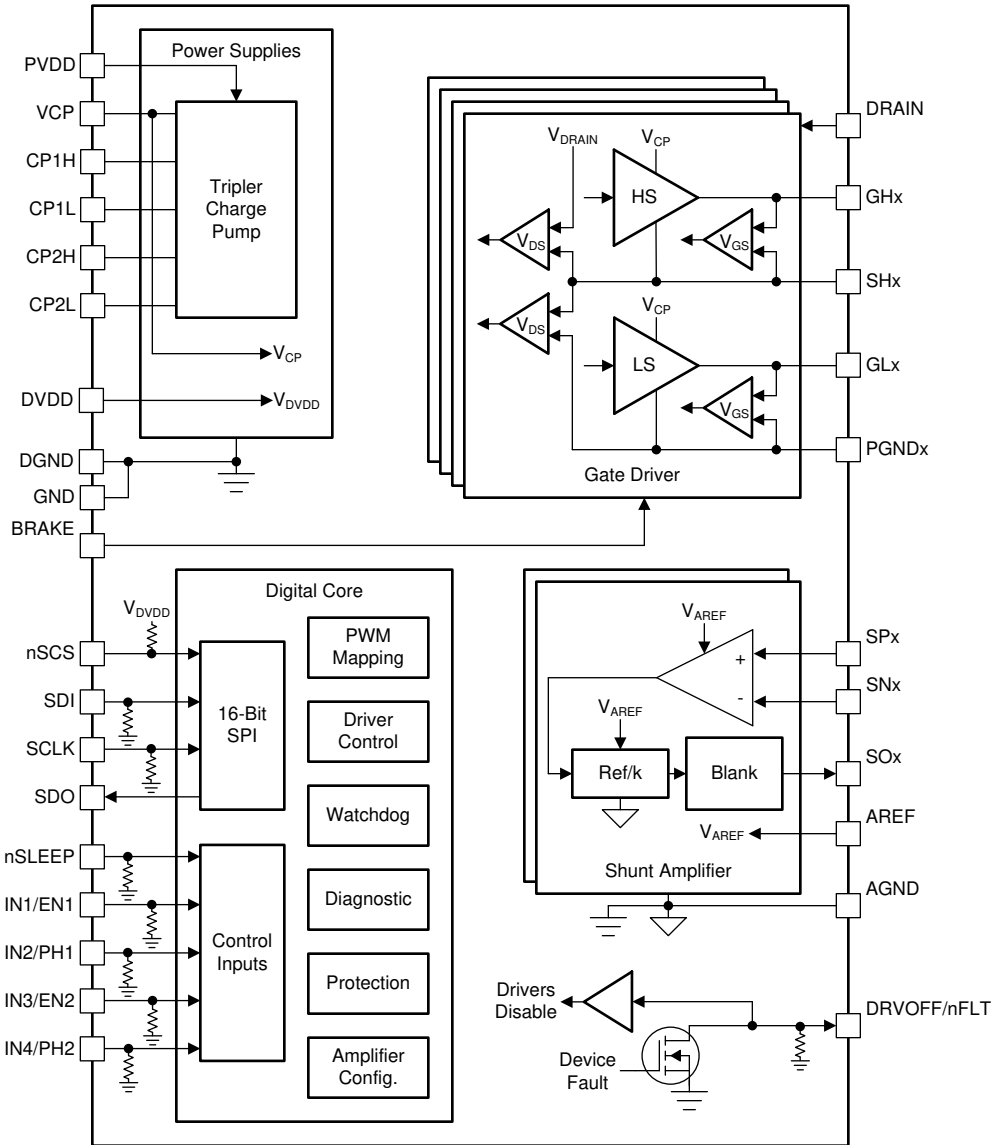 Power Supplies
PVDD
VCP
CP1H
CP1L
CP2H
CP2L
Tripler
Charge
Pump
VCP
DVDD
VDVDD
DGND
GND
BRAKE
VDRAIN
VCP
HS
VDS
VGS
VCP
VDS
LS
VGS
Gate Driver
DRAIN
GHx
SHx
GLx
PGNDx
Digital Core
VDVDD
nSCS
SDI
SCLK
SDO
16-Bit
SPI
nSLEEP
IN1/EN1
IN2/PH1
IN3/EN2
IN4/PH2
Control
Inputs
PWM
Mapping
Driver
Control
Watchdog
Diagnostic
Protection
Amplifier
Config.
VAREF
+
-
VAREF
Ref/k
Blank
VAREF
Shunt Amplifier
SPx
SNx
SOx
AREF
AGND
Drivers
Disable
Device
Fault
DRVOFF/nFLT